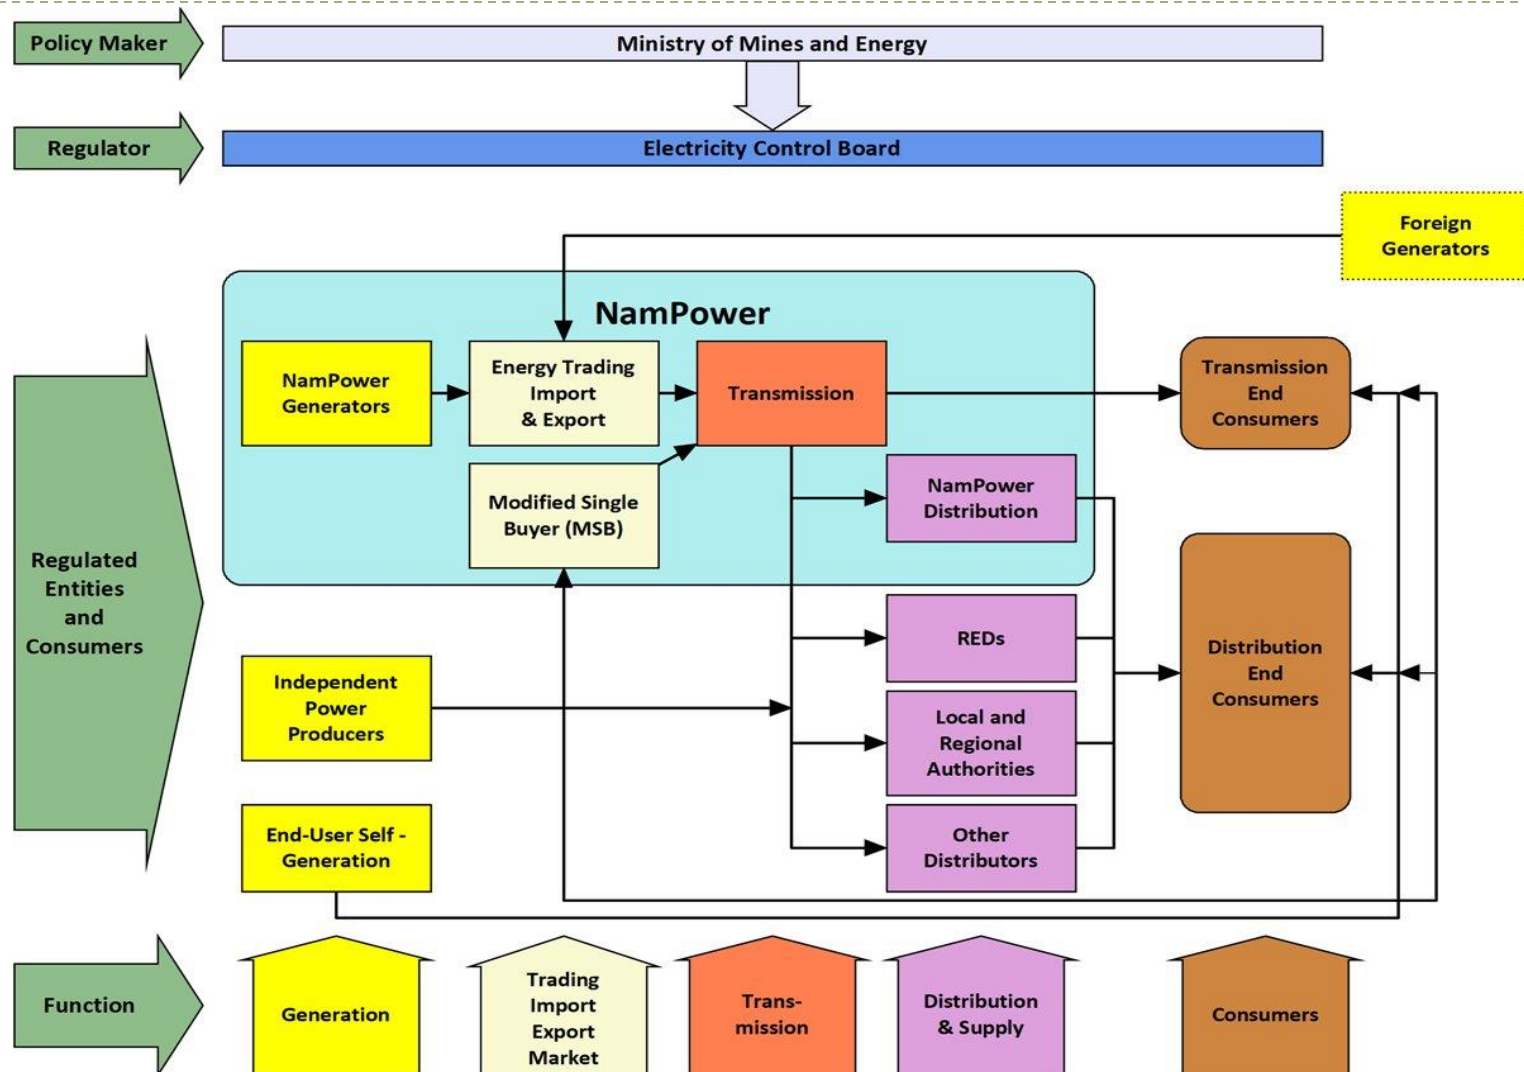 Policy Maker
Ministry of Mines and Energy
Regulator
Electricity Control Board
Foreign
Generators
NamPower
NamPower
Generators
Energy Trading
Import
& Export
Transmission
Transmission
End
Consumers
Modified Single
Buyer (MSB)
NamPower
Distribution
Regulated
Entities
and
Consumers
REDs
Distribution
End
Consumers
Independent
Power
Producers
Local and
Regional
Authorities
End-User Self -
Generation
Other
Distributors
Function
Generation
Trading
Import
Export
Market
Trans-
mission
Distribution
& Supply
Consumers